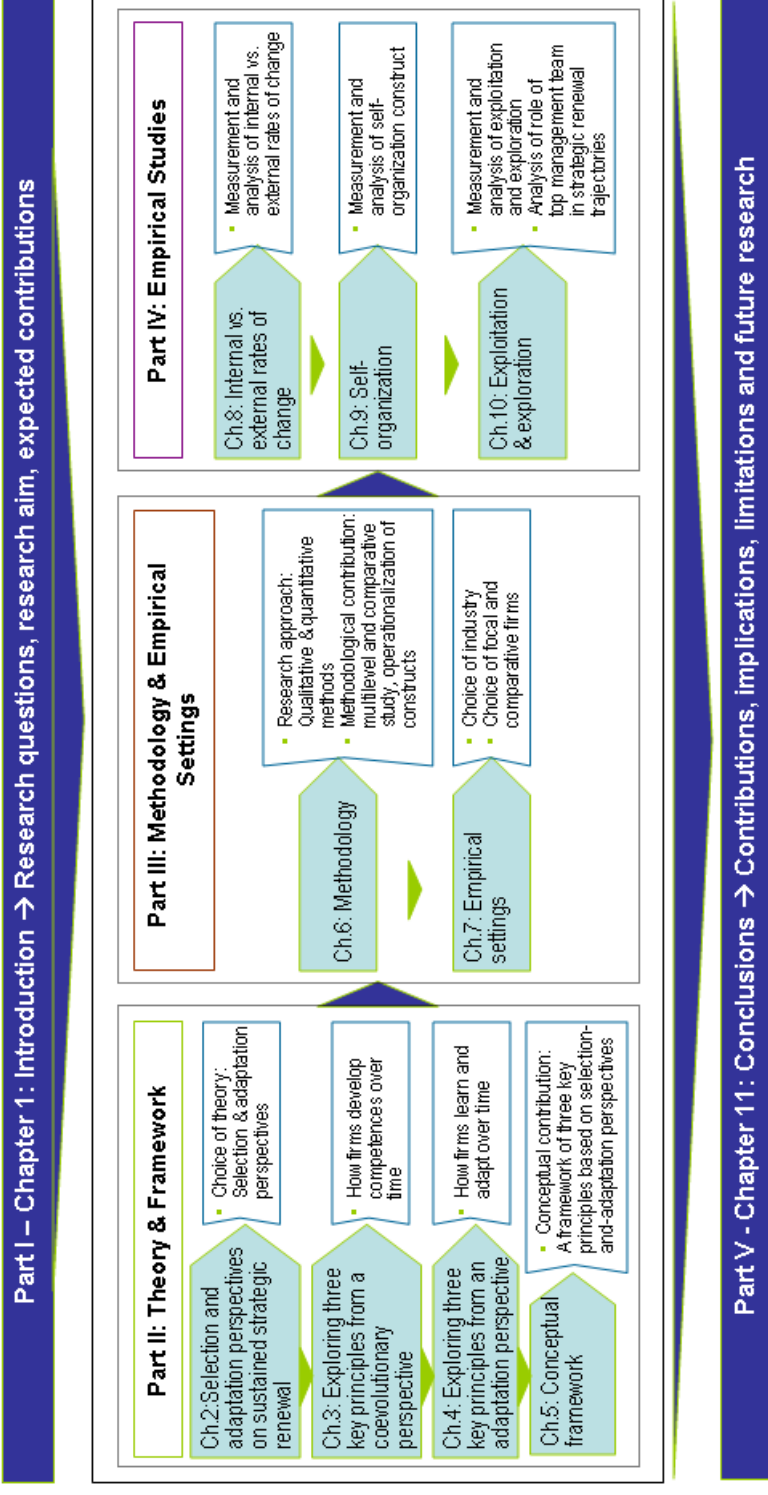 Part I – Chapter 1: Introduction → Research questions, research aim, expected contributions
Part II: Theory & Framework
Ch.2:Selection and
adaptation perspectives
on sustained strategic
renewal
▪ Choice of theory:
Selection & adaptation
perspectives
Ch.3: Exploring three
key principles from a
coevolutionary
perspective
▪ How firms develop
competences over
time
Ch.4: Exploring three
key principles from an
adaptation perspective
▪ How firms learn and
adapt over time
Ch.5: Conceptual
framework
▪ Conceptual contribution:
A framework of three key
principles based on selection-
and-adaptation perspectives
Part III: Methodology & Empirical
Settings
Ch.6: Methodology
▪ Research approach:
Qualitative & quantitative
methods
▪ Methodological contribution:
multilevel and comparative
study, operationalization of
constructs
Ch.7: Empirical
settings
▪ Choice of industry
▪ Choice of focal and
comparative firms
Part IV: Empirical Studies
Ch.8: Internal vs.
external rates of
change
▪ Measurement and
analysis of internal vs.
external rates of change
Ch.9: Self-
organization
▪ Measurement and
analysis of self-
organization construct
Ch.10: Exploitation
& exploration
▪ Measurement and
analysis of exploitation
and exploration
▪ Analysis of role of
top management team
in strategic renewal
trajectories
Part V - Chapter 11: Conclusions → Contributions, implications, limitations and future research